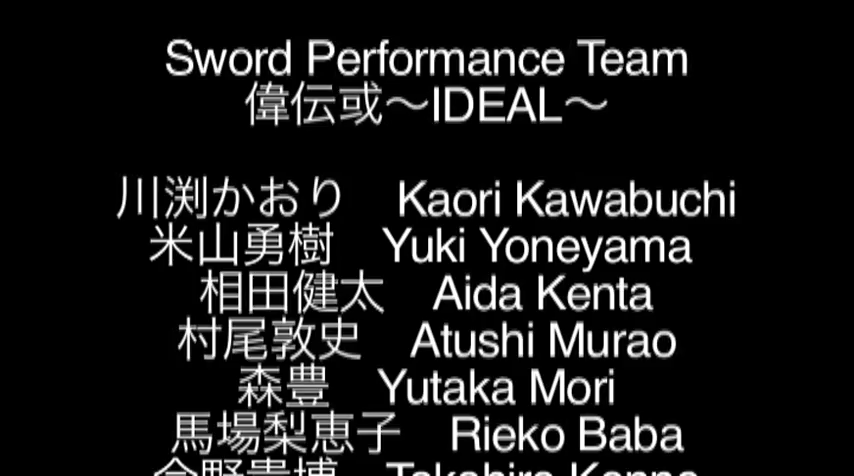 Sword Performance Team
偉伝或～IDEAL～
川渕かおり　Kaori Kawabuchi
米山勇樹　Yuki Yoneyama
相田健太　Aida Kenta
村尾敦史　Atushi Murao
森豊　Yutaka Mori
馬場梨恵子　Rieko Baba